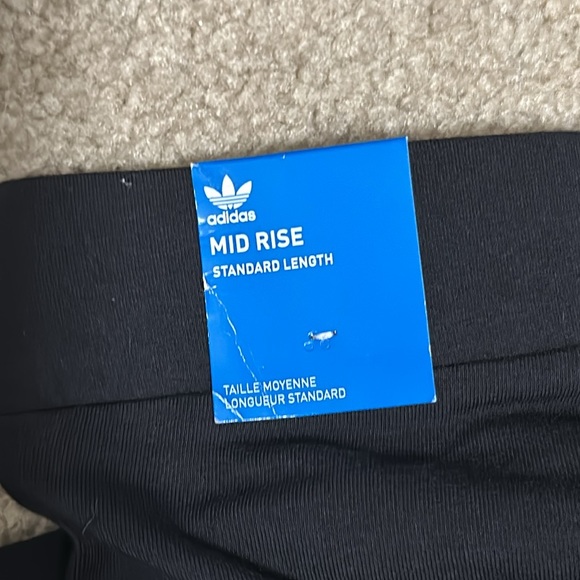 adidas
MID RISE
STANDARD LENGTH
TAILLE MOYENNE
LONGUEUR STANDARD